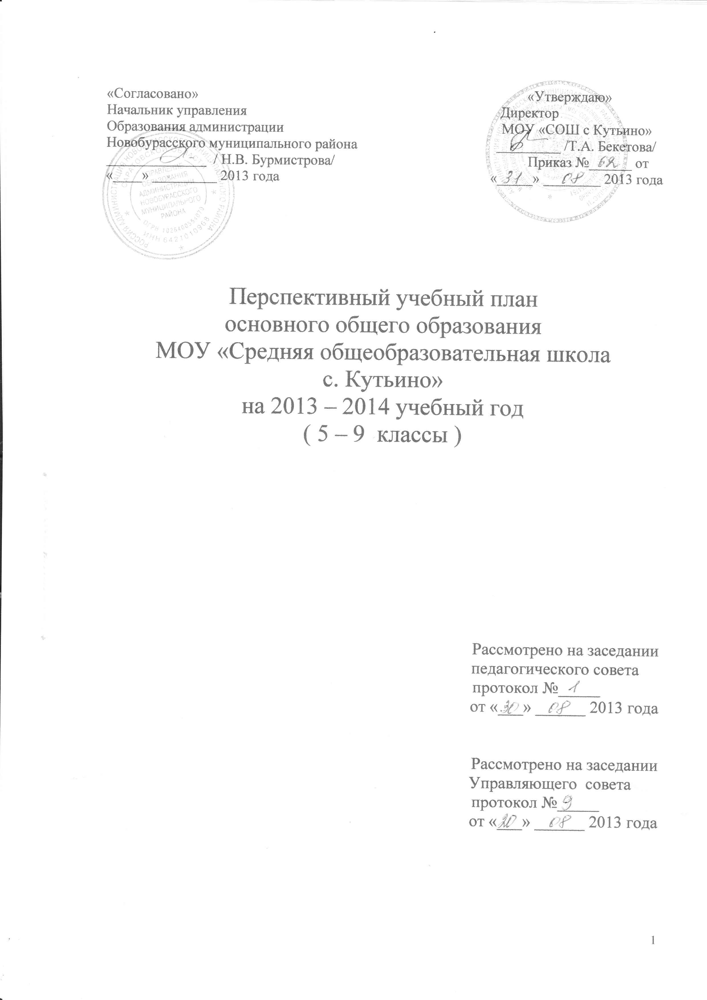 «Согласовано»
Начальник управления
Образования администрации
Новобурасского муниципального района
______________ / Н.В. Бурмистрова/
«____» _________ 2013 года
УПРАВЛЕНИЕ
ОБРАЗОВАНИЯ
АДМИНИСТРАЦИИ
НОВОБУРАССКОГО
МУНИЦИПАЛЬНОГО
РАЙОНА
ОГРН 1026400554070
ИНН 6421010968
«Утверждаю»
Директор
МОУ «СОШ с Кутьино»
_________ /Т.А. Бекетова/
Приказ № 62 от
«31» 08 2013 года
Перспективный учебный план
основного общего образования
МОУ «Средняя общеобразовательная школа
с. Кутьино»
на 2013 – 2014 учебный год
( 5 – 9 классы )
Рассмотрено на заседании
педагогического совета
протокол № 1
от «30» 08 2013 года
Рассмотрено на заседании
Управляющего совета
протокол № 9
от «20» 08 2013 года
1